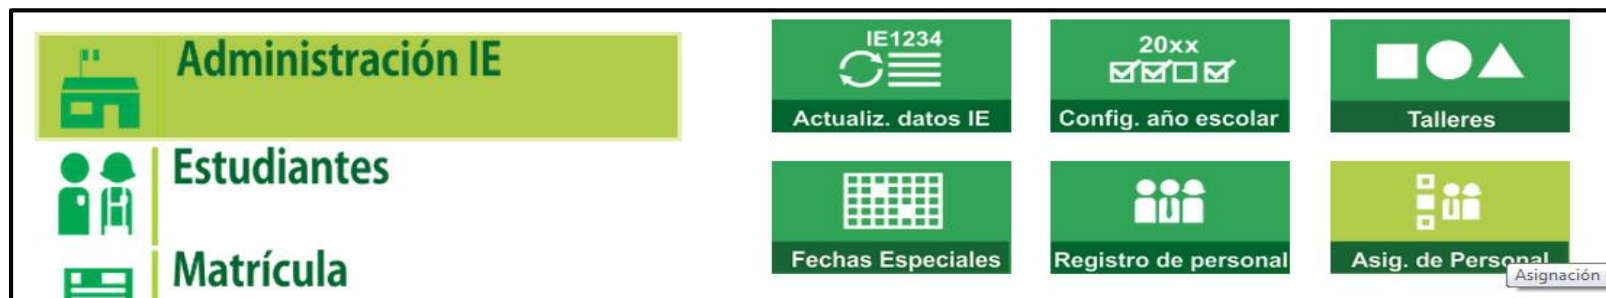 Administración IE
Estudiantes
Matrícula
IE1234
Actualiz. datos IE
20xx
Config. año escolar
Talleres
Fechas Especiales
Registro de personal
Asig. de Personal
Asignación